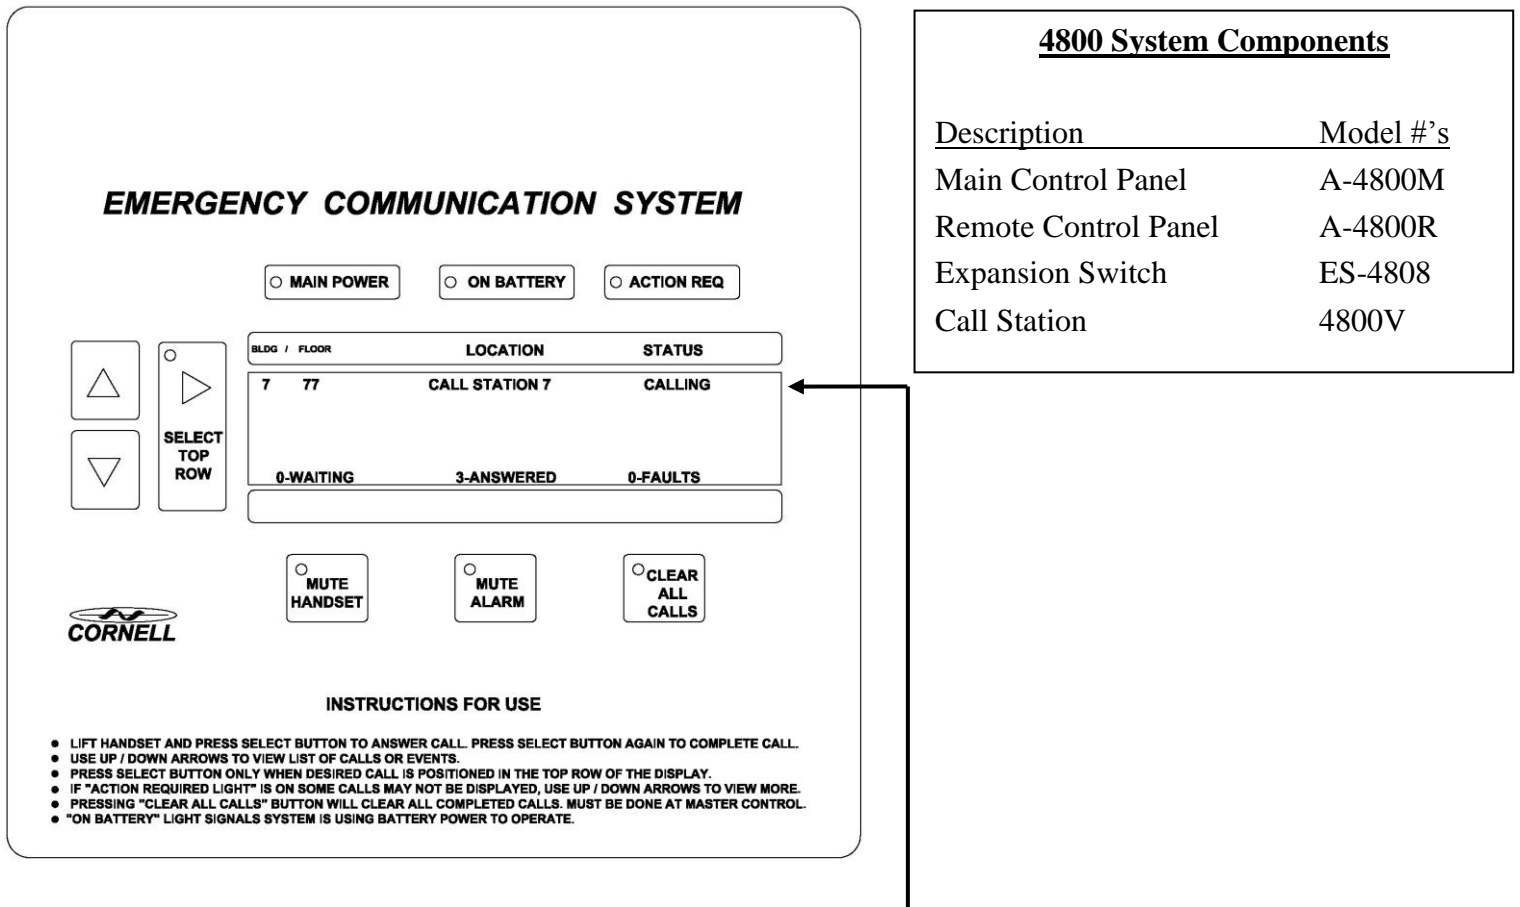 EMERGENCY COMMUNICATION SYSTEM
MAIN POWER ON BATTERY ACTION REQ
BLDG / FLOOR LOCATION STATUS
7 77 CALL STATION 7 CALLING
0-WAITING 3-ANSWERED 0-FAULTS
SELECT
TOP
ROW
MUTE
HANDSET
MUTE
ALARM
CLEAR
ALL
CALLS
CORNELL
INSTRUCTIONS FOR USE
● LIFT HANDSET AND PRESS SELECT BUTTON TO ANSWER CALL. PRESS SELECT BUTTON AGAIN TO COMPLETE CALL.
● USE UP / DOWN ARROWS TO VIEW LIST OF CALLS OR EVENTS.
● PRESS SELECT BUTTON ONLY WHEN DESIRED CALL IS POSITIONED IN THE TOP ROW OF THE DISPLAY.
● IF "ACTION REQUIRED LIGHT" IS ON SOME CALLS MAY NOT BE DISPLAYED, USE UP / DOWN ARROWS TO VIEW MORE.
● PRESSING "CLEAR ALL CALLS" BUTTON WILL CLEAR ALL COMPLETED CALLS. MUST BE DONE AT MASTER CONTROL.
● "ON BATTERY" LIGHT SIGNALS SYSTEM IS USING BATTERY POWER TO OPERATE.
4800 System Components
Description Model #’s
Main Control Panel A-4800M
Remote Control Panel A-4800R
Expansion Switch ES-4808
Call Station 4800V